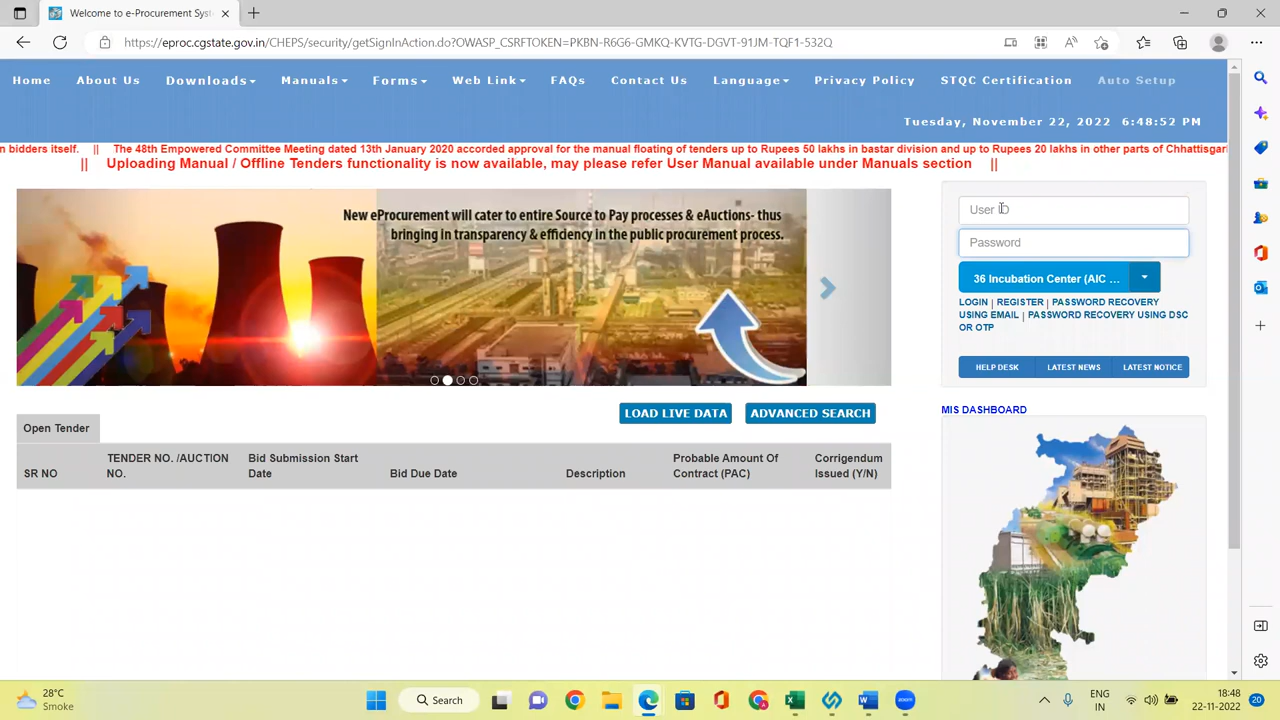 Welcome to e-Procurement Sys
https://eproc.cgstate.gov.in/CHEPS/security/getSignInAction.do?OWASP_CSRFTOKEN=PKBN-R6G6-GMKQ-KVTG-DGVT-91JM-TQF1-532Q
Home About Us Downloads Manuals Forms Web Link FAQs Contact Us Language Privacy Policy STQC Certification Auto Setup
Tuesday, November 22, 2022 6:48:52 PM
n bidders itself. || The 48th Empowered Committee Meeting dated 13th January 2020 accorded approval for the manual floating of tenders up to Rupees 50 lakhs in bastar division and up to Rupees 20 lakhs in other parts of Chhattisgar
|| Uploading Manual / Offline Tenders functionality is now available, may please refer User Manual available under Manuals section ||
New eProcurement will cater to entire Source to Pay processes & eAuctions- thus
bringing in transparency & efficiency in the public procurement process.
User ID
Password
36 Incubation Center (AIC ...
LOGIN | REGISTER | PASSWORD RECOVERY
USING EMAIL | PASSWORD RECOVERY USING DSC
OR OTP
HELP DESK LATEST NEWS LATEST NOTICE
LOAD LIVE DATA ADVANCED SEARCH
MIS DASHBOARD
Open Tender
SR NO
TENDER NO. /AUCTION
NO.
Bid Submission Start
Date
Bid Due Date
Description
Probable Amount Of
Contract (PAC)
Corrigendum
Issued (Y/N)
28°C
Smoke
Search
ENG
IN
18:48
22-11-2022
20